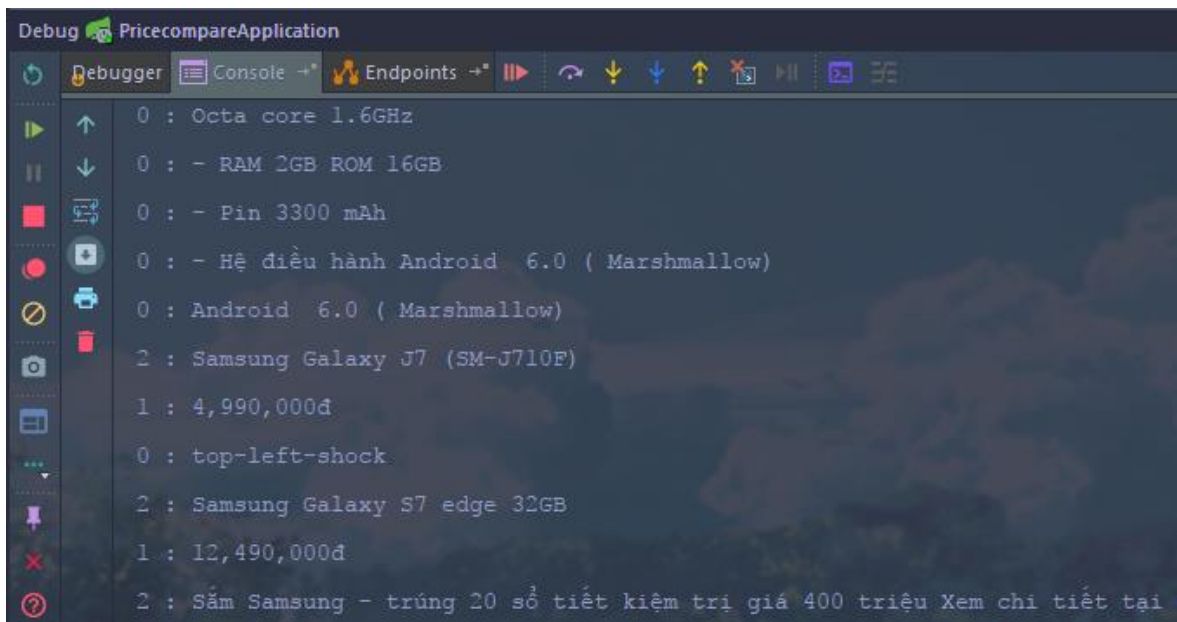 Debug PricecompareApplication
Debugger Console Endpoints
0 : Octa core 1.6GHz
0 : - RAM 2GB ROM 16GB
0 : - Pin 3300 mAh
0 : - Hệ điều hành Android  6.0 ( Marshmallow)
0 : Android  6.0 ( Marshmallow)
2 : Samsung Galaxy J7 (SM-J710F)
1 : 4,990,000đ
0 : top-left-shock
2 : Samsung Galaxy S7 edge 32GB
1 : 12,490,000đ
2 : Sắm Samsung - trúng 20 sổ tiết kiệm trị giá 400 triệu Xem chi tiết tại